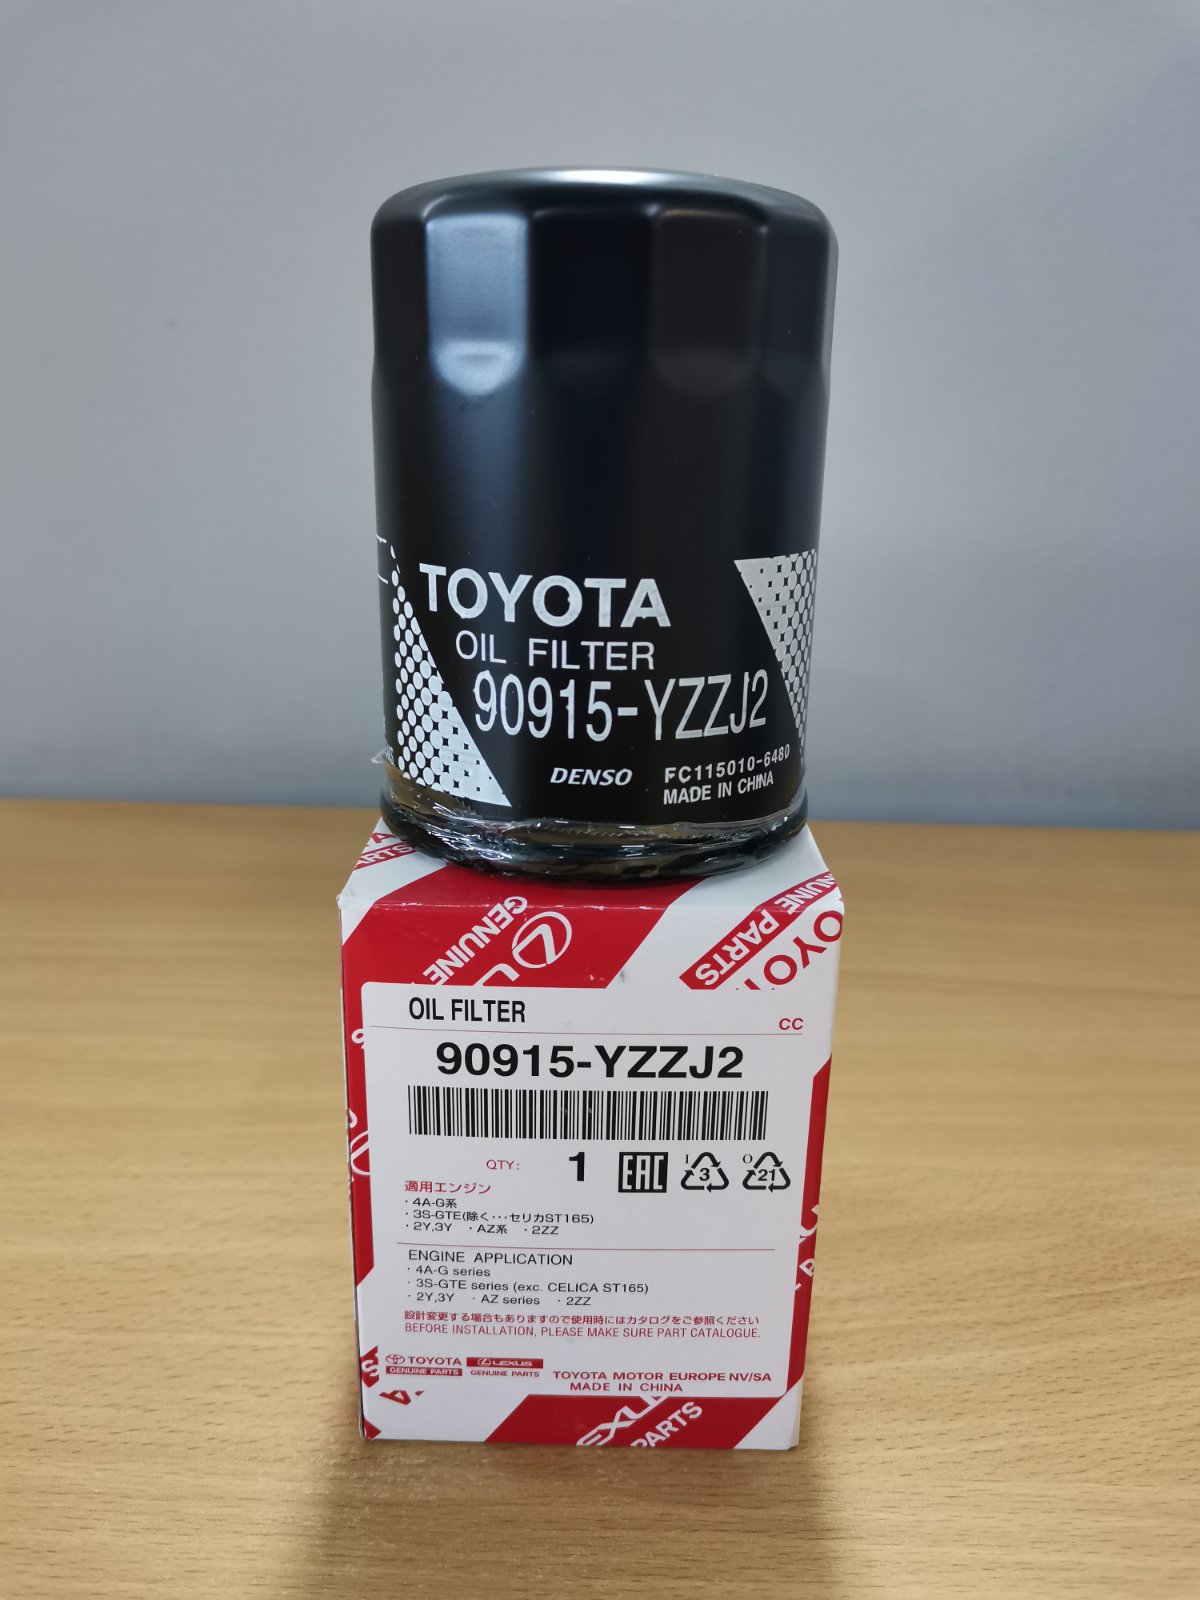 TOYOTA
OIL FILTER
90915-YZZJ2
DENSO
FC115010-6480
MADE IN CHINA
PARTS
GENUINE
GENUINE PARTS
TOYO
OIL FILTER
CC
90915-YZZJ2
QTY: 1 EAC I 3 O 21
適用エンジン
・4A-G系
・3S-GTE(除く・・・セリカST165)
・2Y,3Y ・AZ系 ・2ZZ
ENGINE APPLICATION
・4A-G series
・3S-GTE series (exc. CELICA ST165)
・2Y,3Y ・AZ series ・2ZZ
設計変更する場合もありますので使用時にはカタログをご参照ください
BEFORE INSTALLATION, PLEASE MAKE SURE PART CATALOGUE.
TOYOTA LEXUS
GENUINE PARTS GENUINE PARTS
TOYOTA MOTOR EUROPE NV/SA
MADE IN CHINA
EXU
PARTS